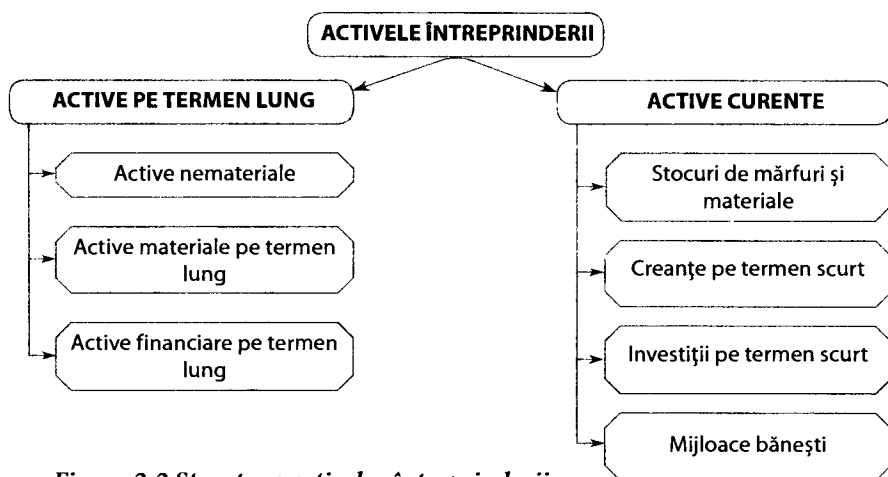 ACTIVELE ÎNTREPRINDERII
ACTIVE PE TERMEN LUNG
Active nemateriale
Active materiale pe termen
lung
Active financiare pe termen
lung
ACTIVE CURENTE
Stocuri de mărfuri și
materiale
Creanţe pe termen scurt
Investiţii pe termen scurt
Mijloace băneşti